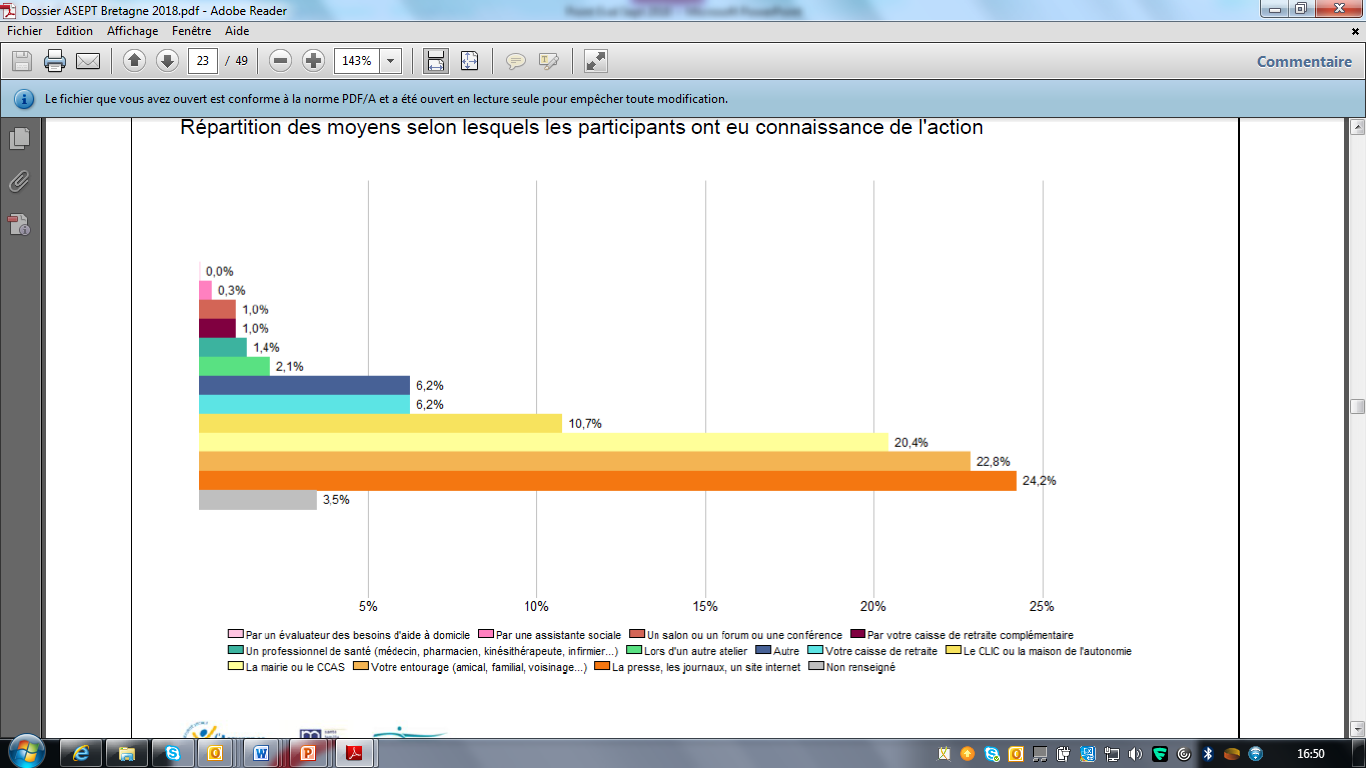 Dossier ASEPT Bretagne 2018.pdf - Adobe Reader
Fichier Edition Affichage Fenêtre Aide
23 / 49 143% Commentaire
Le fichier que vous avez ouvert est conforme à la norme PDF/A et a été ouvert en lecture seule pour empêcher toute modification.
Répartition des moyens selon lesquels les participants ont eu connaissance de l'action
0,0%
0,3%
1,0%
1,0%
1,4%
2,1%
6,2%
6,2%
10,7%
20,4%
22,8%
24,2%
3,5%
5% 10% 15% 20% 25%
Par un évaluateur des besoins d'aide à domicile Par une assistante sociale Un salon ou un forum ou une conférence Par votre caisse de retraite complémentaire
Un professionnel de santé (médecin, pharmacien, kinésithérapeute, infirmier...) Lors d'un autre atelier Autre Votre caisse de retraite Le CLIC ou la maison de l'autonomie
La mairie ou le CCAS Votre entourage (amical, familial, voisinage...) La presse, les journaux, un site internet Non renseigné
16:50